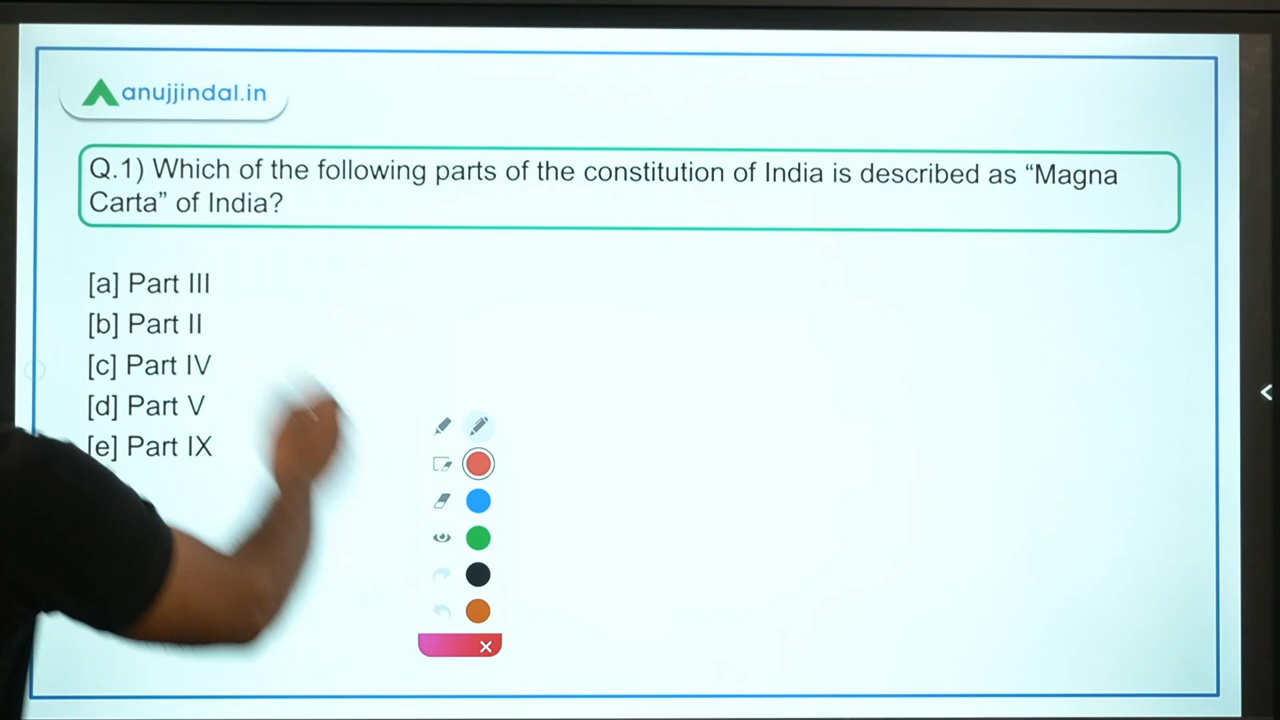 anujjindal.in
Q.1) Which of the following parts of the constitution of India is described as “Magna
Carta” of India?
[a] Part III
[b] Part II
[c] Part IV
[d] Part V
[e] Part IX